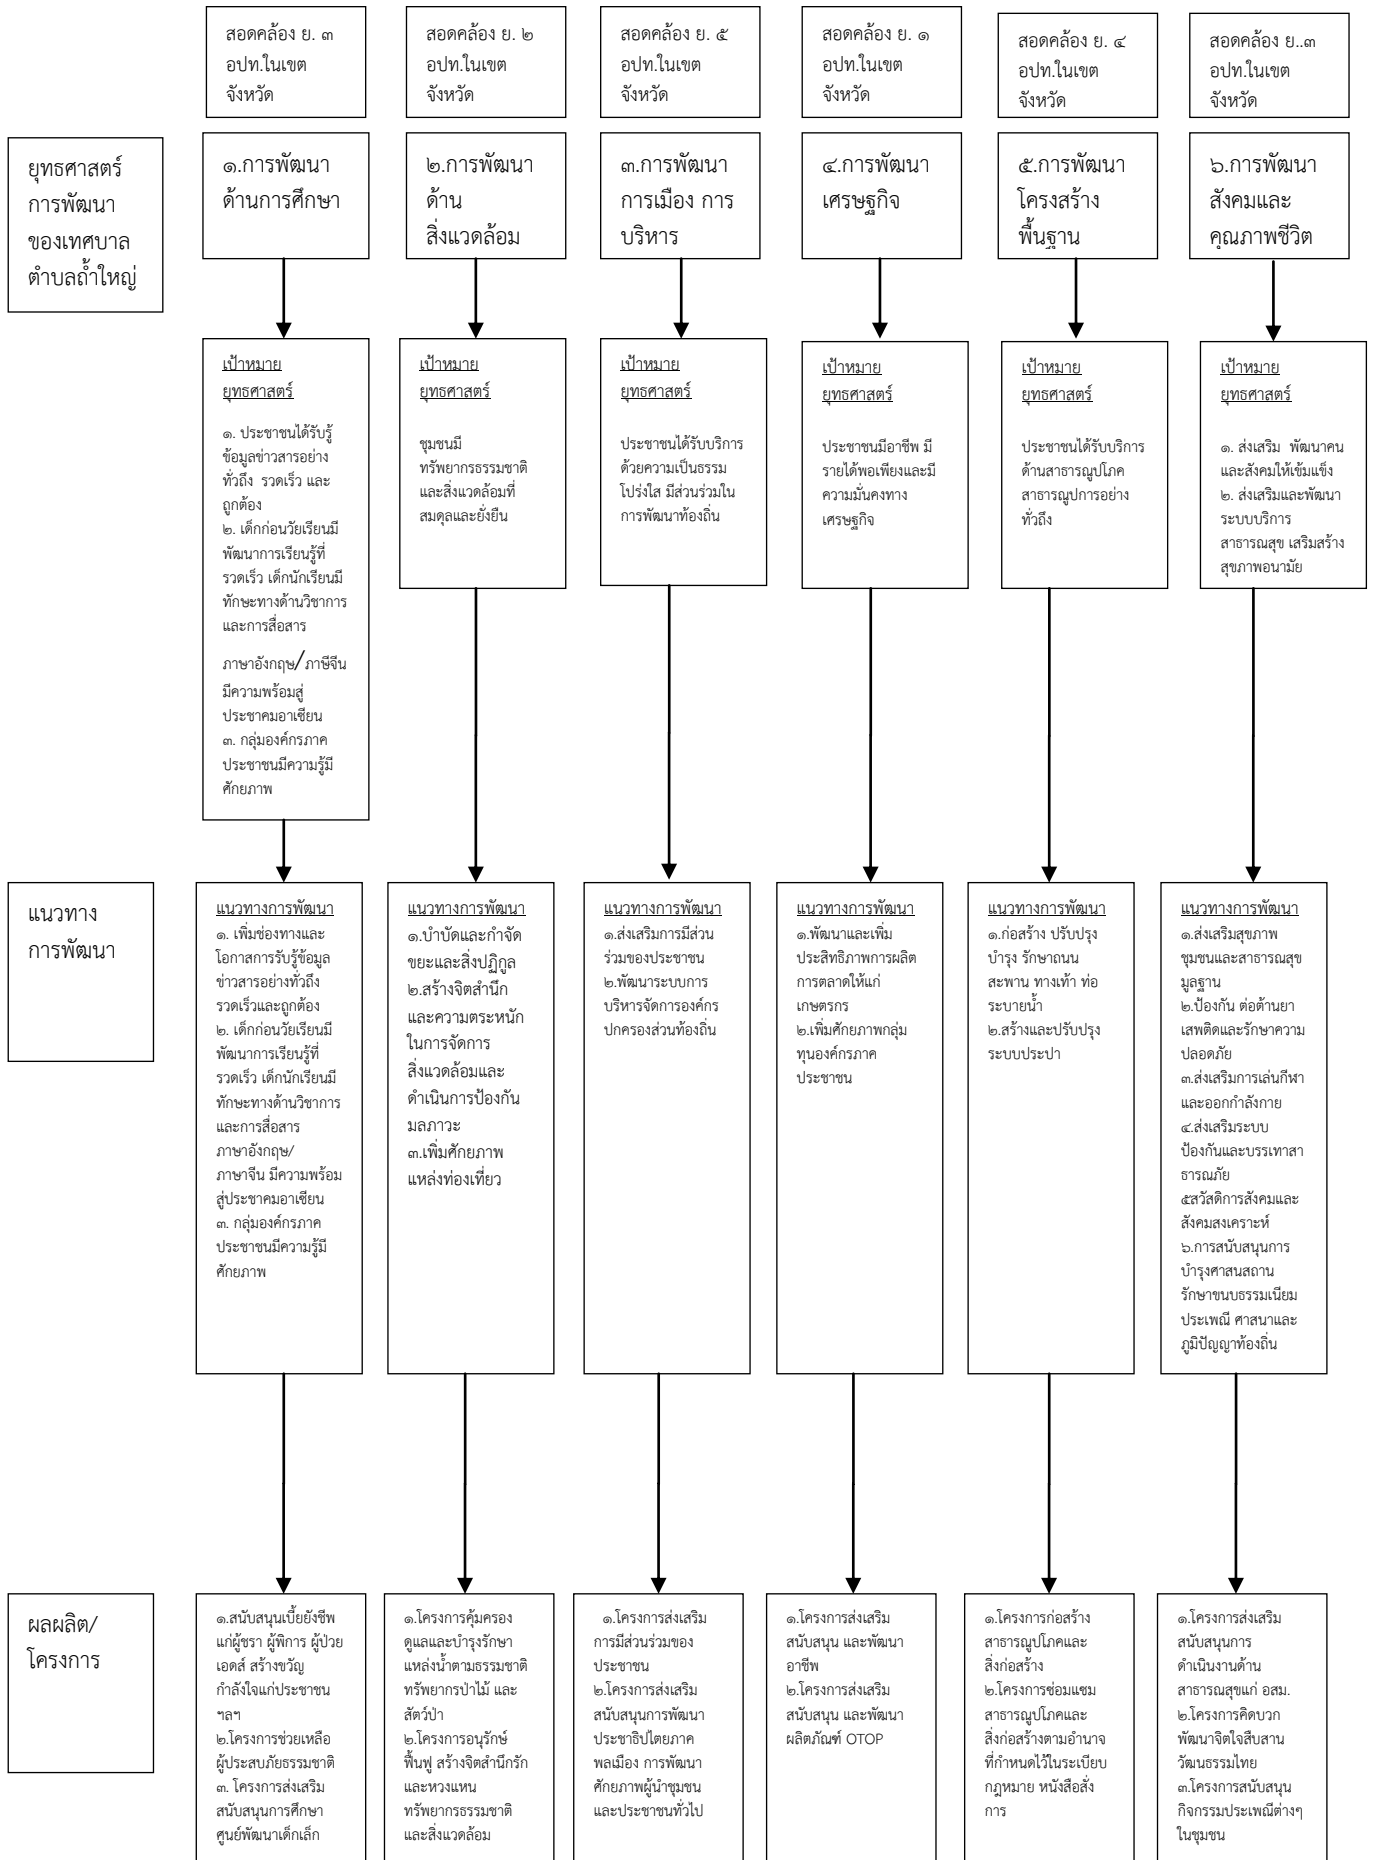 สอดคล้อง ย. ๓
อปท.ในเขต
จังหวัด
สอดคล้อง ย. ๒
อปท.ในเขต
จังหวัด
สอดคล้อง ย. ๕
อปท.ในเขต
จังหวัด
สอดคล้อง ย. ๑
อปท.ในเขต
จังหวัด
สอดคล้อง ย. ๔
อปท.ในเขต
จังหวัด
สอดคล้อง ย..๓
อปท.ในเขต
จังหวัด
ยุทธศาสตร์
การพัฒนา
ของเทศบาล
ตำบลถ้ำใหญ่
๑.การพัฒนา
ด้านการศึกษา
๒.การพัฒนา
ด้าน
สิ่งแวดล้อม
๓.การพัฒนา
การเมือง การ
บริหาร
๔.การพัฒนา
เศรษฐกิจ
๕.การพัฒนา
โครงสร้าง
พื้นฐาน
๖.การพัฒนา
สังคมและ
คุณภาพชีวิต
เป้าหมาย
ยุทธศาสตร์
๑. ประชาชนได้รับรู้
ข้อมูลข่าวสารอย่าง
ทั่วถึง รวดเร็ว และ
ถูกต้อง
๒. เด็กก่อนวัยเรียนมี
พัฒนาการเรียนรู้ที่
รวดเร็ว เด็กนักเรียนมี
ทักษะทางด้านวิชาการ
และการสื่อสาร
ภาษาอังกฤษ/ภาษีจีน
มีความพร้อมสู่
ประชาคมอาเซียน
๓. กลุ่มองค์กรภาค
ประชาชนมีความรู้มี
ศักยภาพ
เป้าหมาย
ยุทธศาสตร์
ชุมชนมี
ทรัพยากรธรรมชาติ
และสิ่งแวดล้อมที่
สมดุลและยั่งยืน
เป้าหมาย
ยุทธศาสตร์
ประชาชนได้รับบริการ
ด้วยความเป็นธรรม
โปร่งใส มีส่วนร่วมใน
การพัฒนาท้องถิ่น
เป้าหมาย
ยุทธศาสตร์
ประชาชนมีอาชีพ มี
รายได้พอเพียงและมี
ความมั่นคงทาง
เศรษฐกิจ
เป้าหมาย
ยุทธศาสตร์
ประชาชนได้รับบริการ
ด้านสาธารณูปโภค
สาธารณูปการอย่าง
ทั่วถึง
เป้าหมาย
ยุทธศาสตร์
๑. ส่งเสริม พัฒนาคน
และสังคมให้เข้มแข็ง
๒. ส่งเสริมและพัฒนา
ระบบบริการ
สาธารณสุข เสริมสร้าง
สุขภาพอนามัย
แนวทาง
การพัฒนา
แนวทางการพัฒนา
๑. เพิ่มช่องทางและ
โอกาสการรับรู้ข้อมูล
ข่าวสารอย่างทั่วถึง
รวดเร็วและถูกต้อง
๒. เด็กก่อนวัยเรียนมี
พัฒนาการเรียนรู้ที่
รวดเร็ว เด็กนักเรียนมี
ทักษะทางด้านวิชาการ
และการสื่อสาร
ภาษาอังกฤษ/
ภาษาจีน มีความพร้อม
สู่ประชาคมอาเซียน
๓. กลุ่มองค์กรภาค
ประชาชนมีความรู้มี
ศักยภาพ
แนวทางการพัฒนา
๑.บำบัดและกำจัด
ขยะและสิ่งปฏิกูล
๒.สร้างจิตสำนึก
และความตระหนัก
ในการจัดการ
สิ่งแวดล้อมและ
ดำเนินการป้องกัน
มลภาวะ
๓.เพิ่มศักยภาพ
แหล่งท่องเที่ยว
แนวทางการพัฒนา
๑.ส่งเสริมการมีส่วน
ร่วมของประชาชน
๒.พัฒนาระบบการ
บริหารจัดการองค์กร
ปกครองส่วนท้องถิ่น
แนวทางการพัฒนา
๑.พัฒนาและเพิ่ม
ประสิทธิภาพการผลิต
การตลาดให้แก่
เกษตรกร
๒.เพิ่มศักยภาพกลุ่ม
ทุนองค์กรภาค
ประชาชน
แนวทางการพัฒนา
๑.ก่อสร้าง ปรับปรุง
บำรุง รักษาถนน
สะพาน ทางเท้า ท่อ
ระบายน้ำ
๒.สร้างและปรับปรุง
ระบบประปา
แนวทางการพัฒนา
๑.ส่งเสริมสุขภาพ
ชุมชนและสาธารณสุข
มูลฐาน
๒.ป้องกัน ต่อต้านยา
เสพติดและรักษาความ
ปลอดภัย
๓.ส่งเสริมการเล่นกีฬา
และออกกำลังกาย
๔.ส่งเสริมระบบ
ป้องกันและบรรเทาสา
ธารณภัย
๕สวัสดิการสังคมและ
สังคมสงเคราะห์
๖.การสนับสนุนการ
บำรุงศาสนสถาน
รักษาขนบธรรมเนียม
ประเพณี ศาสนาและ
ภูมิปัญญาท้องถิ่น
ผลผลิต/
โครงการ
๑.สนับสนุนเบี้ยยังชีพ
แก่ผู้ชรา ผู้พิการ ผู้ป่วย
เอดส์ สร้างขวัญ
กำลังใจแก่ประชาชน
ฯลฯ
๒.โครงการช่วยเหลือ
ผู้ประสบภัยธรรมชาติ
๓. โครงการส่งเสริม
สนับสนุนการศึกษา
ศูนย์พัฒนาเด็กเล็ก
๑.โครงการคุ้มครอง
ดูแลและบำรุงรักษา
แหล่งน้ำตามธรรมชาติ
ทรัพยากรป่าไม้ และ
สัตว์ป่า
๒.โครงการอนุรักษ์
ฟื้นฟู สร้างจิตสำนึกรัก
และหวงแหน
ทรัพยากรธรรมชาติ
และสิ่งแวดล้อม
๑.โครงการส่งเสริม
การมีส่วนร่วมของ
ประชาชน
๒.โครงการส่งเสริม
สนับสนุนการพัฒนา
ประชาธิปไตยภาค
พลเมือง การพัฒนา
ศักยภาพผู้นำชุมชน
และประชาชนทั่วไป
๑.โครงการส่งเสริม
สนับสนุน และพัฒนา
อาชีพ
๒.โครงการส่งเสริม
สนับสนุน และพัฒนา
ผลิตภัณฑ์ OTOP
๑.โครงการก่อสร้าง
สาธารณูปโภคและ
สิ่งก่อสร้าง
๒.โครงการซ่อมแซม
สาธารณูปโภคและ
สิ่งก่อสร้างตามอำนาจ
ที่กำหนดไว้ในระเบียบ
กฎหมาย หนังสือสั่ง
การ
๑.โครงการส่งเสริม
สนับสนุนการ
ดำเนินงานด้าน
สาธารณสุขแก่ อสม.
๒.โครงการคิดบวก
พัฒนาจิตใจสืบสาน
วัฒนธรรมไทย
๓.โครงการสนับสนุน
กิจกรรมประเพณีต่างๆ
ในชุมชน